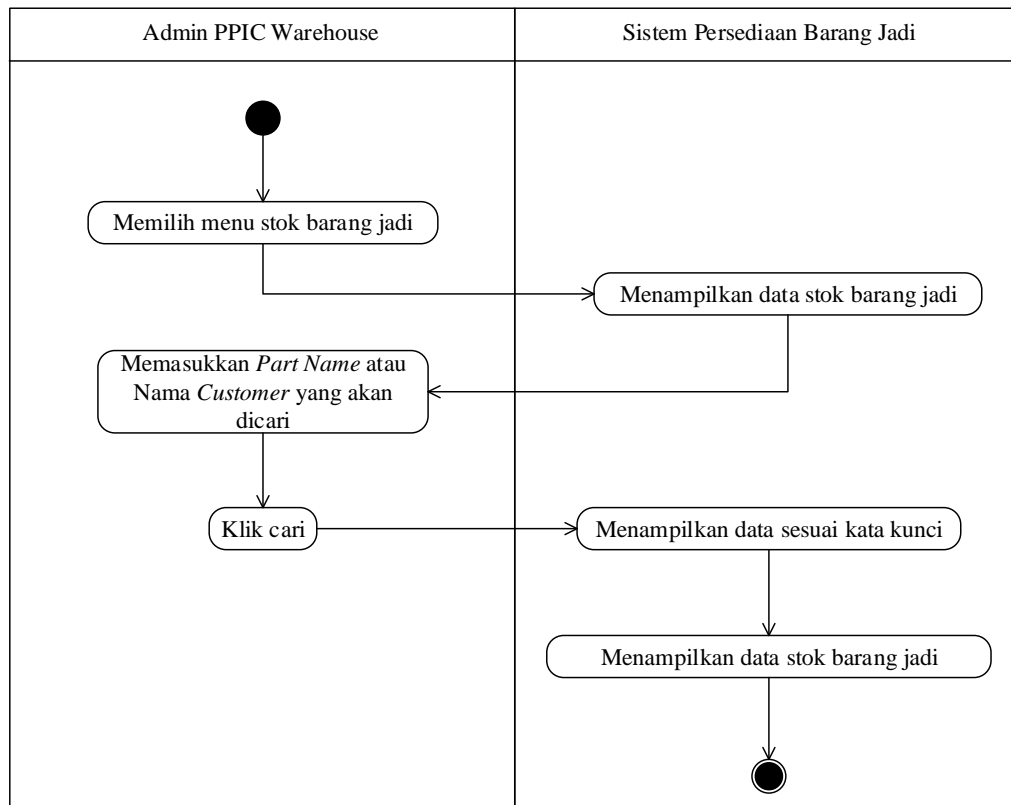 Admin PPIC Warehouse
Sistem Persediaan Barang Jadi
Memilih menu stok barang jadi
Menampilkan data stok barang jadi
Memasukkan Part Name atau
Nama Customer yang akan
dicari
Klik cari
Menampilkan data sesuai kata kunci
Menampilkan data stok barang jadi